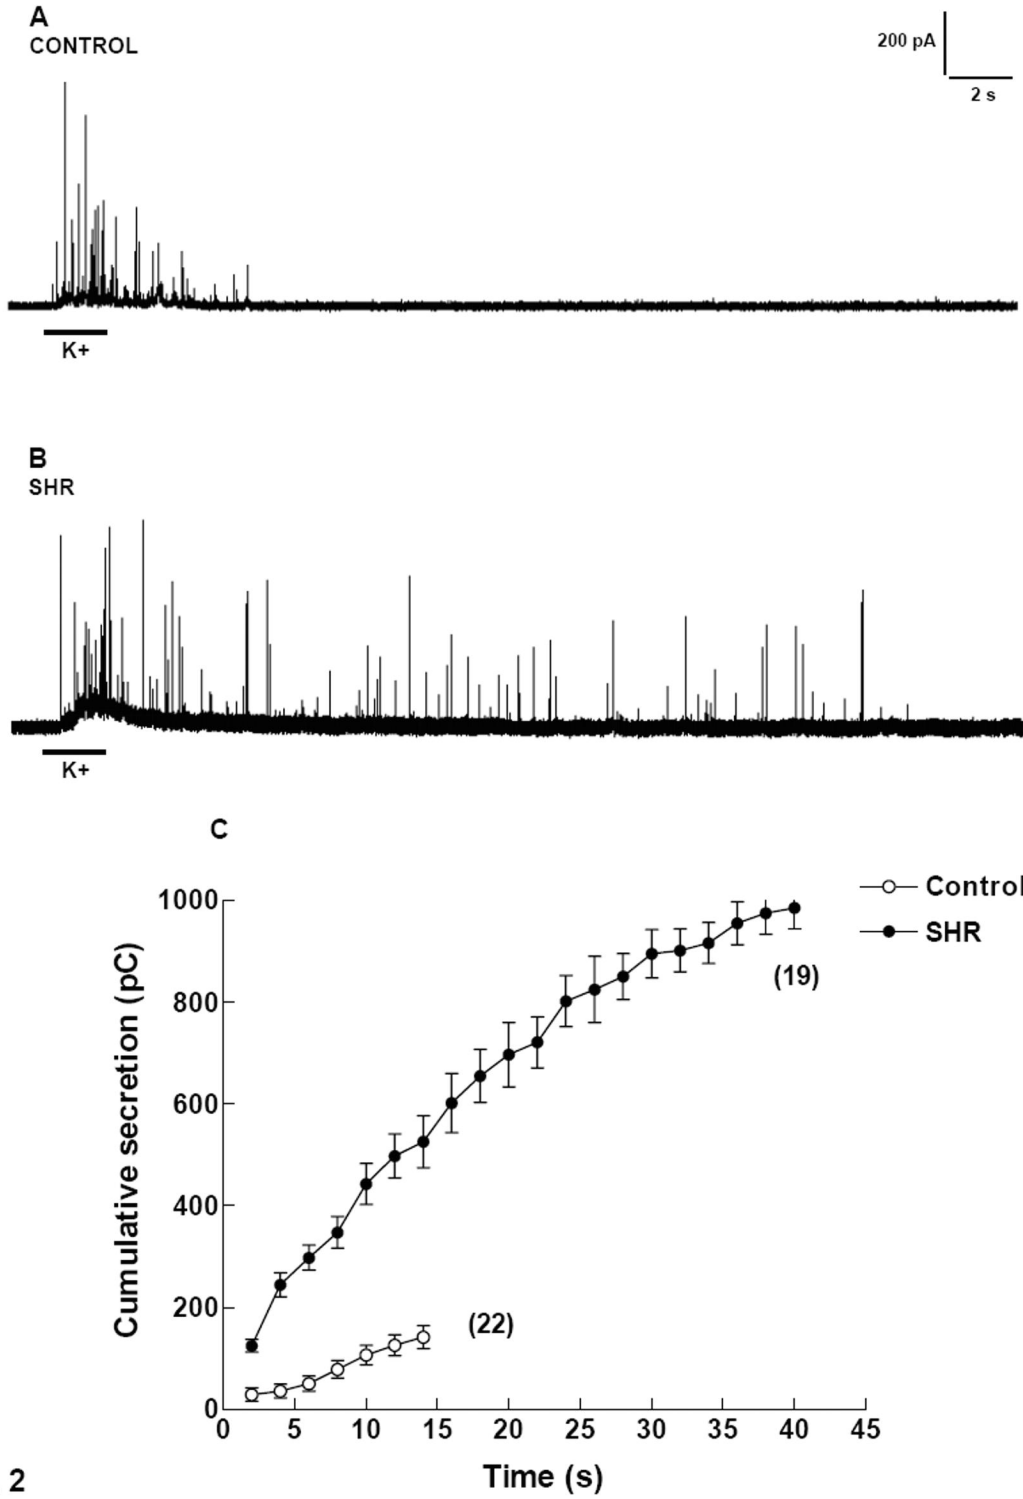 A
CONTROL
200 pA
2 s
K+
B
SHR
K+
C
Control
SHR
1000
800
600
400
200
0
(19)
(22)
Cumulative secretion (pC)
0 5 10 15 20 25 30 35 40 45
Time (s)
2